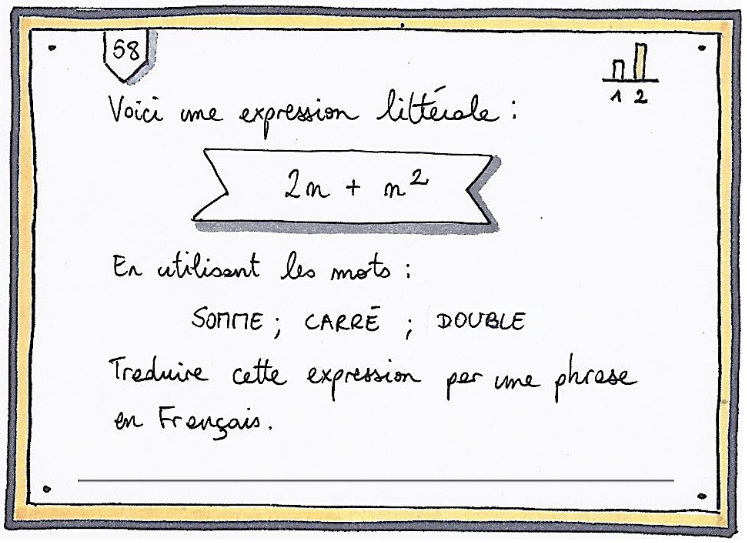 58
1 2
Voici une expression littérale :
2n + n²
En utilisant les mots :
SOMME ; CARRÉ ; DOUBLE
Traduire cette expression par une phrase
en Français.